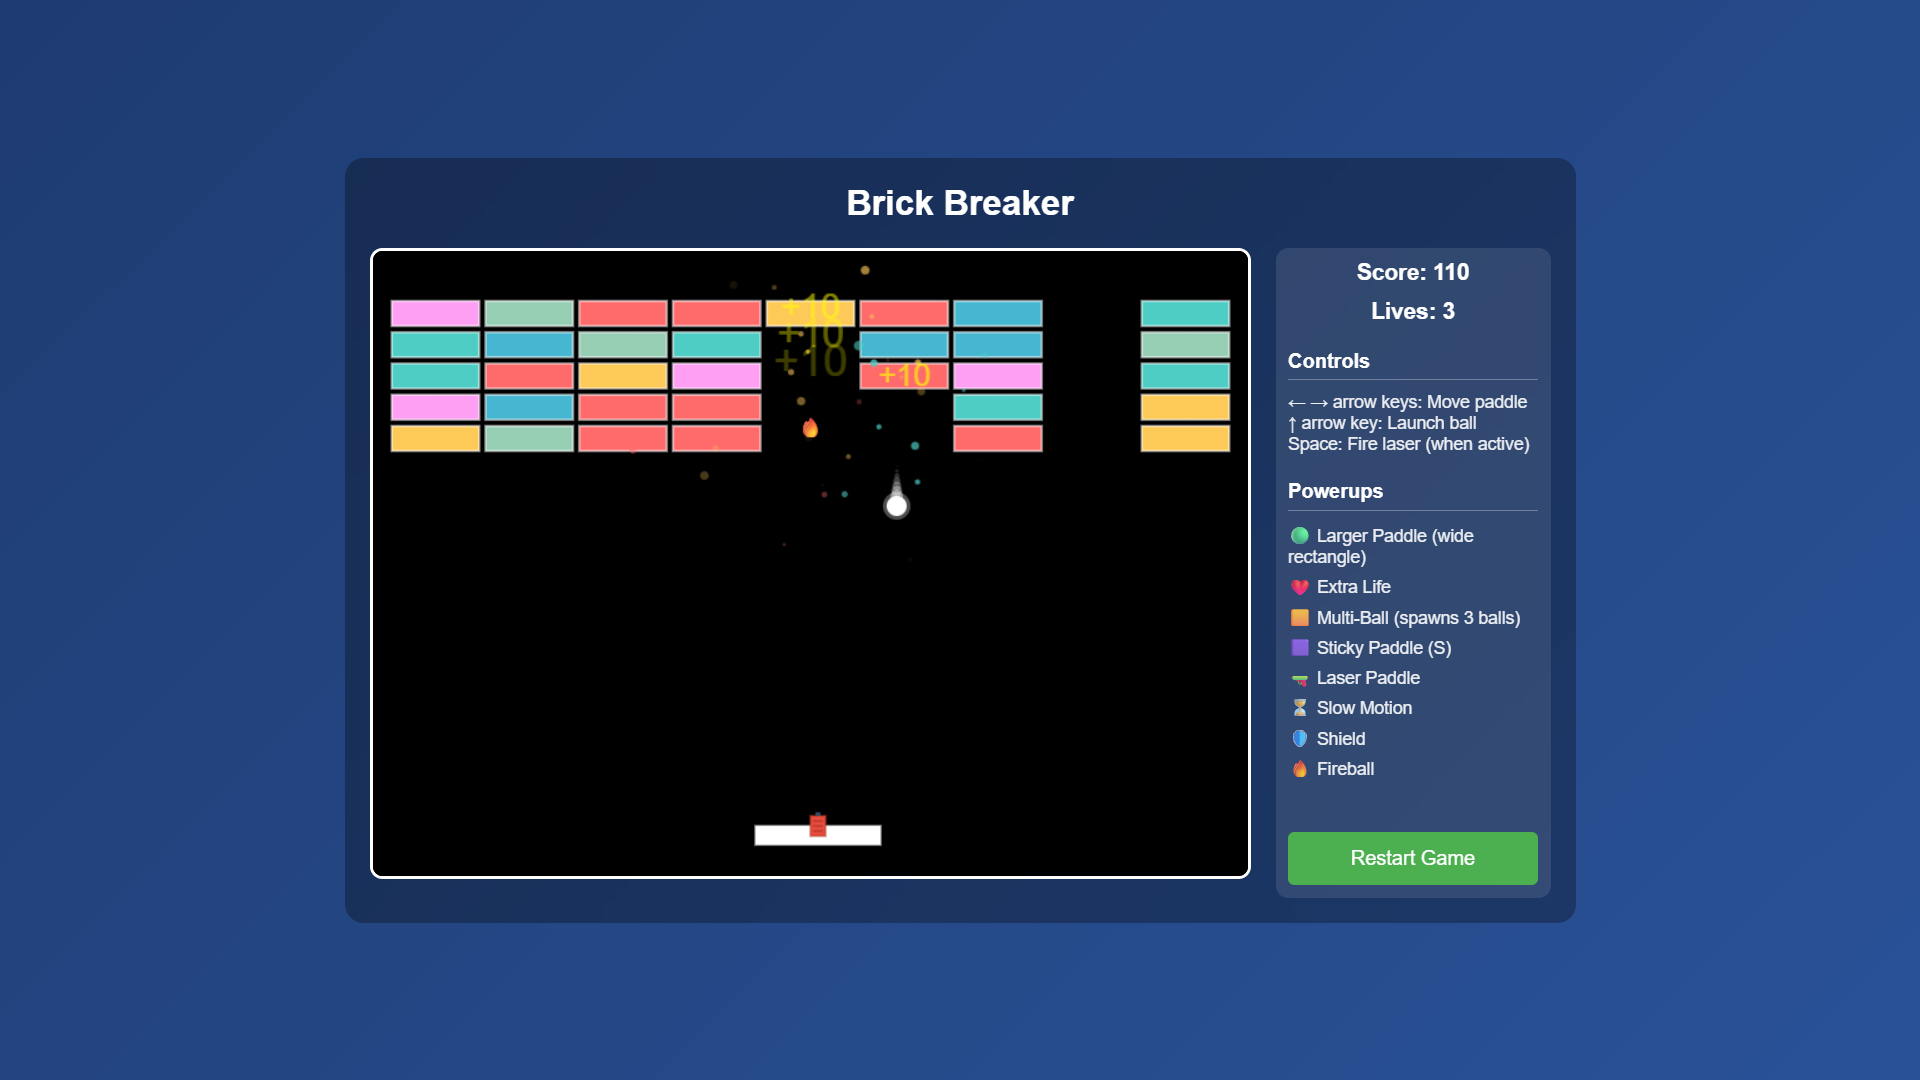 Brick Breaker
+10
+10
+10
+10
Score: 110
Lives: 3
Controls
←→ arrow keys: Move paddle
↑ arrow key: Launch ball
Space: Fire laser (when active)
Powerups
Larger Paddle (wide
rectangle)
Extra Life
Multi-Ball (spawns 3 balls)
Sticky Paddle (S)
Laser Paddle
Slow Motion
Shield
Fireball
Restart Game